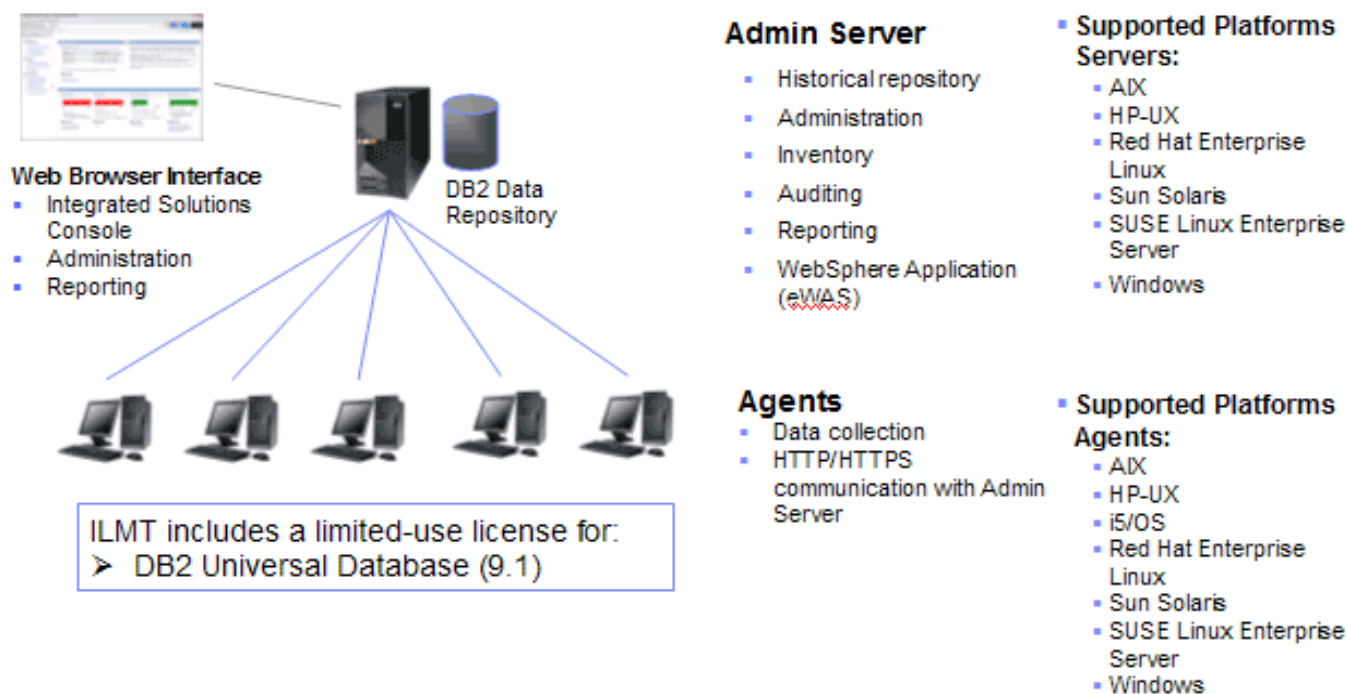 Web Browser Interface
Integrated Solutions
Console
Administration
Reporting
DB2 Data
Repository
ILMT includes a limited-use license for:
➢ DB2 Universal Database (9.1)
Admin Server
▪ Historical repository
▪ Administration
▪ Inventory
▪ Auditing
▪ Reporting
▪ WebSphere Application
(eWAS)
▪ Supported Platforms
Servers:
▪ AIX
▪ HP-UX
▪ Red Hat Enterprise
Linux
▪ Sun Solaris
▪ SUSE Linux Enterprise
Server
▪ Windows
Agents
▪ Data collection
▪ HTTP/HTTPS
communication with Admin
Server
▪ Supported Platforms
Agents:
▪ AIX
▪ HP-UX
▪ i5/OS
▪ Red Hat Enterprise
Linux
▪ Sun Solaris
▪ SUSE Linux Enterprise
Server
▪ Windows